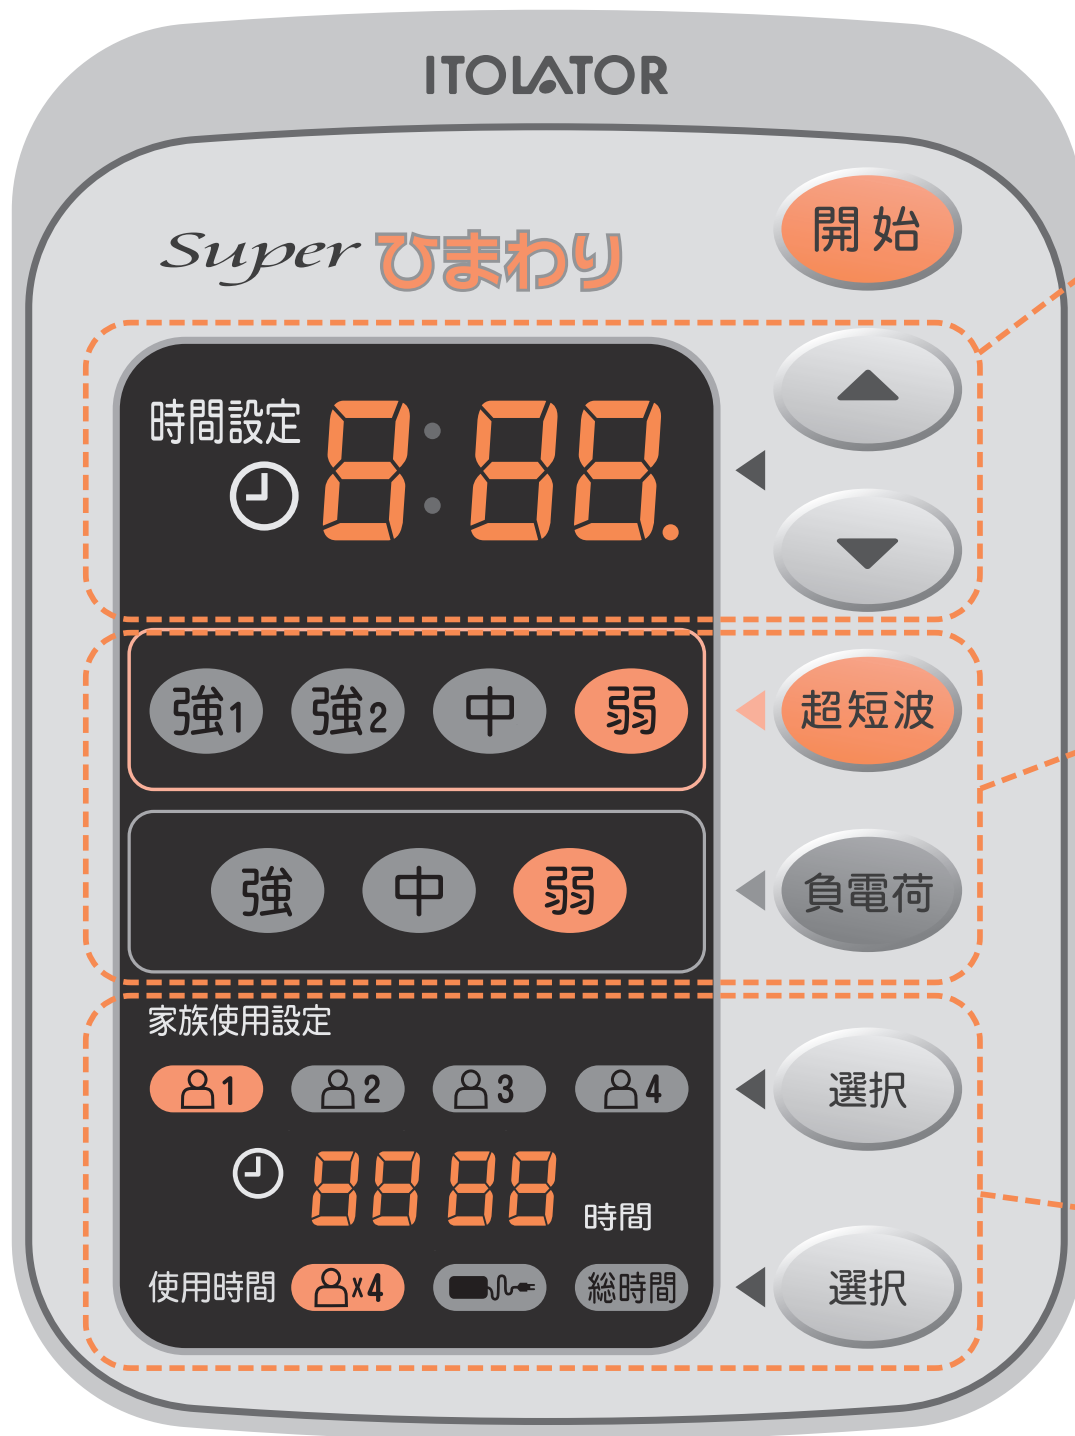 ITOLATOR
Super ひまわり
開始
時間設定
8:88.
強1 強2 中 弱
超短波
強 中 弱
負電荷
家族使用設定
1 2 3 4
選択
88 88 時間
使用時間 x4 総時間
選択